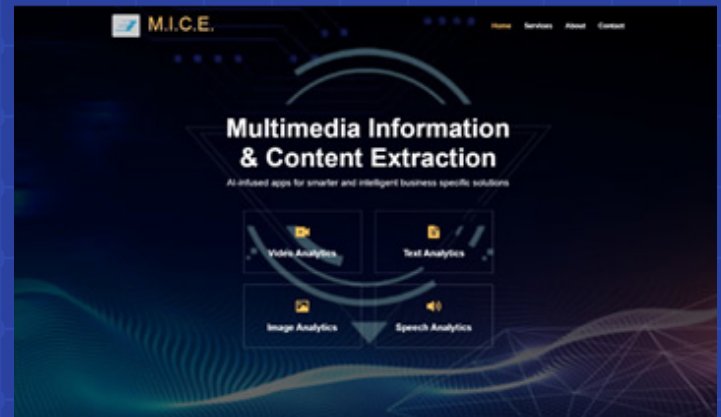 M.I.C.E.
Home Services About Contact
Multimedia Information
& Content Extraction
AI-infused apps for smarter and intelligent business specific solutions
Video Analytics
Text Analytics
Image Analytics
Speech Analytics